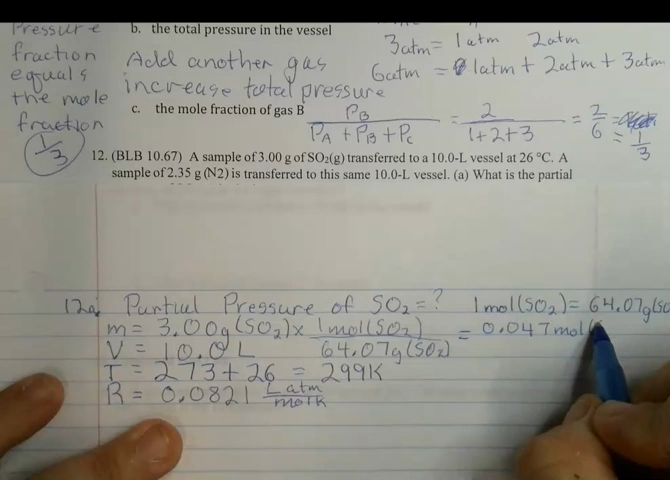 Pressure
fraction
equals
the mole
fraction
1/3
b. the total pressure in the vessel
Add another gas
increase total pressure
3atm = 1atm 2atm
6atm = 1atm + 2atm + 3atm
c. the mole fraction of gas B
PB / PA + PB + PC = 2 / 1+2+3 = 2/6 = 1/3
12. (BLB 10.67) A sample of 3.00 g of SO2(g) transferred to a 10.0-L vessel at 26 °C. A
sample of 2.35 g (N2) is transferred to this same 10.0-L vessel. (a) What is the partial
12a. Partial Pressure of SO2 = ? 1mol(SO2) = 64.07g(SO
m = 3.00g(SO2) x 1mol(SO2) / 64.07g(SO2) = 0.047mol(
V = 10.0 L
T = 273 + 26 = 299K
R = 0.0821 Latm / molk